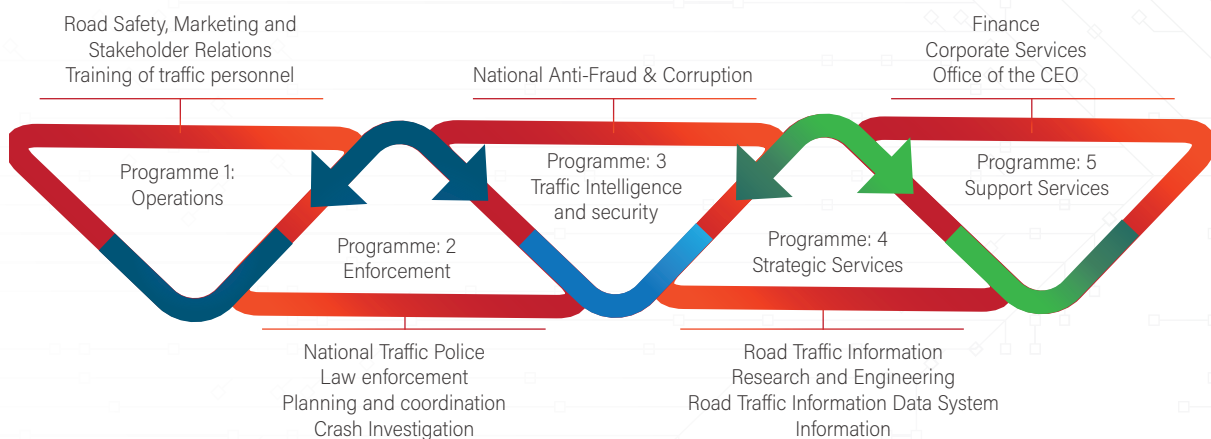 Road Safety, Marketing and
Stakeholder Relations
Training of traffic personnel
Programme 1:
Operations
Programme: 2
Enforcement
National Traffic Police
Law enforcement
Planning and coordination
Crash Investigation
National Anti-Fraud & Corruption
Programme: 3
Traffic Intelligence
and security
Programme: 4
Strategic Services
Road Traffic Information
Research and Engineering
Road Traffic Information Data System
Information
Finance
Corporate Services
Office of the CEO
Programme: 5
Support Services